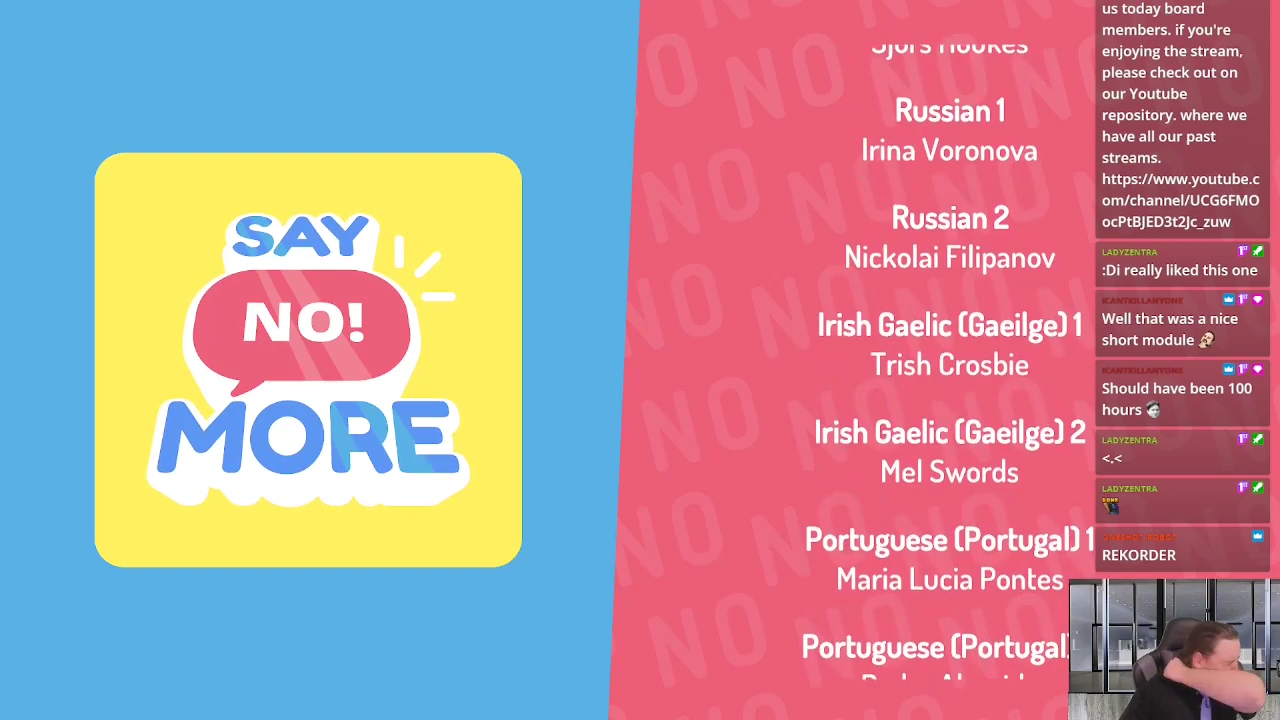 SAY
NO!
MORE
Russian 1
Irina Voronova
Russian 2
Nickolai Filipanov
Irish Gaelic (Gaeilge) 1
Trish Crosbie
Irish Gaelic (Gaeilge) 2
Mel Swords
Portuguese (Portugal) 1
Maria Lucia Pontes
Portuguese (Portugal)
us today board
members. if you're
enjoying the stream,
please check out on
our Youtube
repository. where we
have all our past
streams.
https://www.youtube.c
om/channel/UCG6FMO
ocPtBJED3t2Jc_zuw
LADYZENTRA
:Di really liked this one
ICANTKILLANYONE
Well that was a nice
short module
ICANTKILLANYONE
Should have been 100
hours
LADYZENTRA
<.<
LADYZENTRA
REKORDER